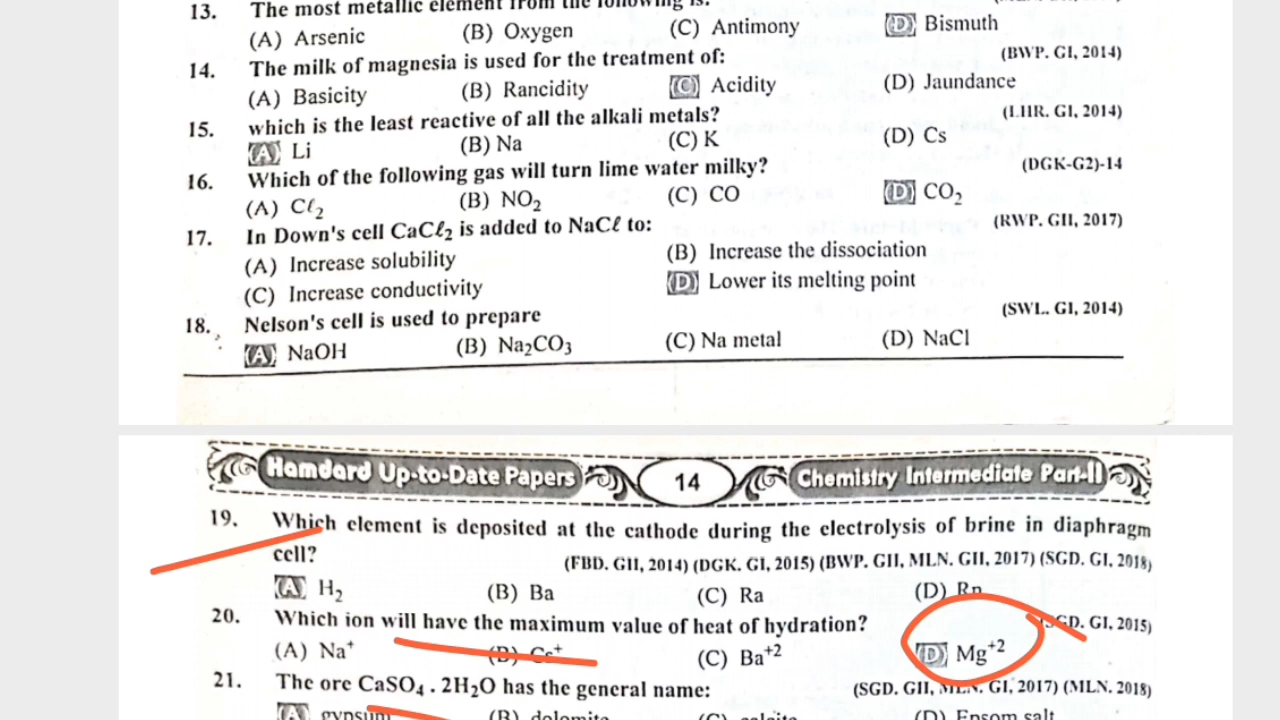 13. The most metallic element from the following is:
(A) Arsenic (B) Oxygen (C) Antimony (D) Bismuth
(BWP. GI, 2014)
14. The milk of magnesia is used for the treatment of:
(A) Basicity (B) Rancidity (C) Acidity (D) Jaundance
(LHR. GI, 2014)
15. which is the least reactive of all the alkali metals?
(A) Li (B) Na (C) K (D) Cs
(DGK-G2)-14
16. Which of the following gas will turn lime water milky?
(A) Cℓ₂ (B) NO₂ (C) CO (D) CO₂
(RWP. GII, 2017)
17. In Down's cell CaCℓ₂ is added to NaCℓ to:
(A) Increase solubility (B) Increase the dissociation
(C) Increase conductivity (D) Lower its melting point
(SWL. GI, 2014)
18. Nelson's cell is used to prepare
(A) NaOH (B) Na₂CO₃ (C) Na metal (D) NaCl
Hamdard Up-to-Date Papers 14 Chemistry Intermediate Part-II
19. Which element is deposited at the cathode during the electrolysis of brine in diaphragm
cell? (FBD. GII, 2014) (DGK. GI, 2015) (BWP. GII, MLN. GII, 2017) (SGD. GI, 2018)
(A) H₂ (B) Ba (C) Ra (D) Rn
20. Which ion will have the maximum value of heat of hydration? (SGD. GI, 2015)
(A) Na⁺ (B) Cs⁺ (C) Ba⁺² (D) Mg⁺²
21. The ore CaSO₄ . 2H₂O has the general name: (SGD. GII, MLN. GI, 2017) (MLN. 2018)
(A) gypsum (B) dolomite (C) calcite (D) Epsom salt